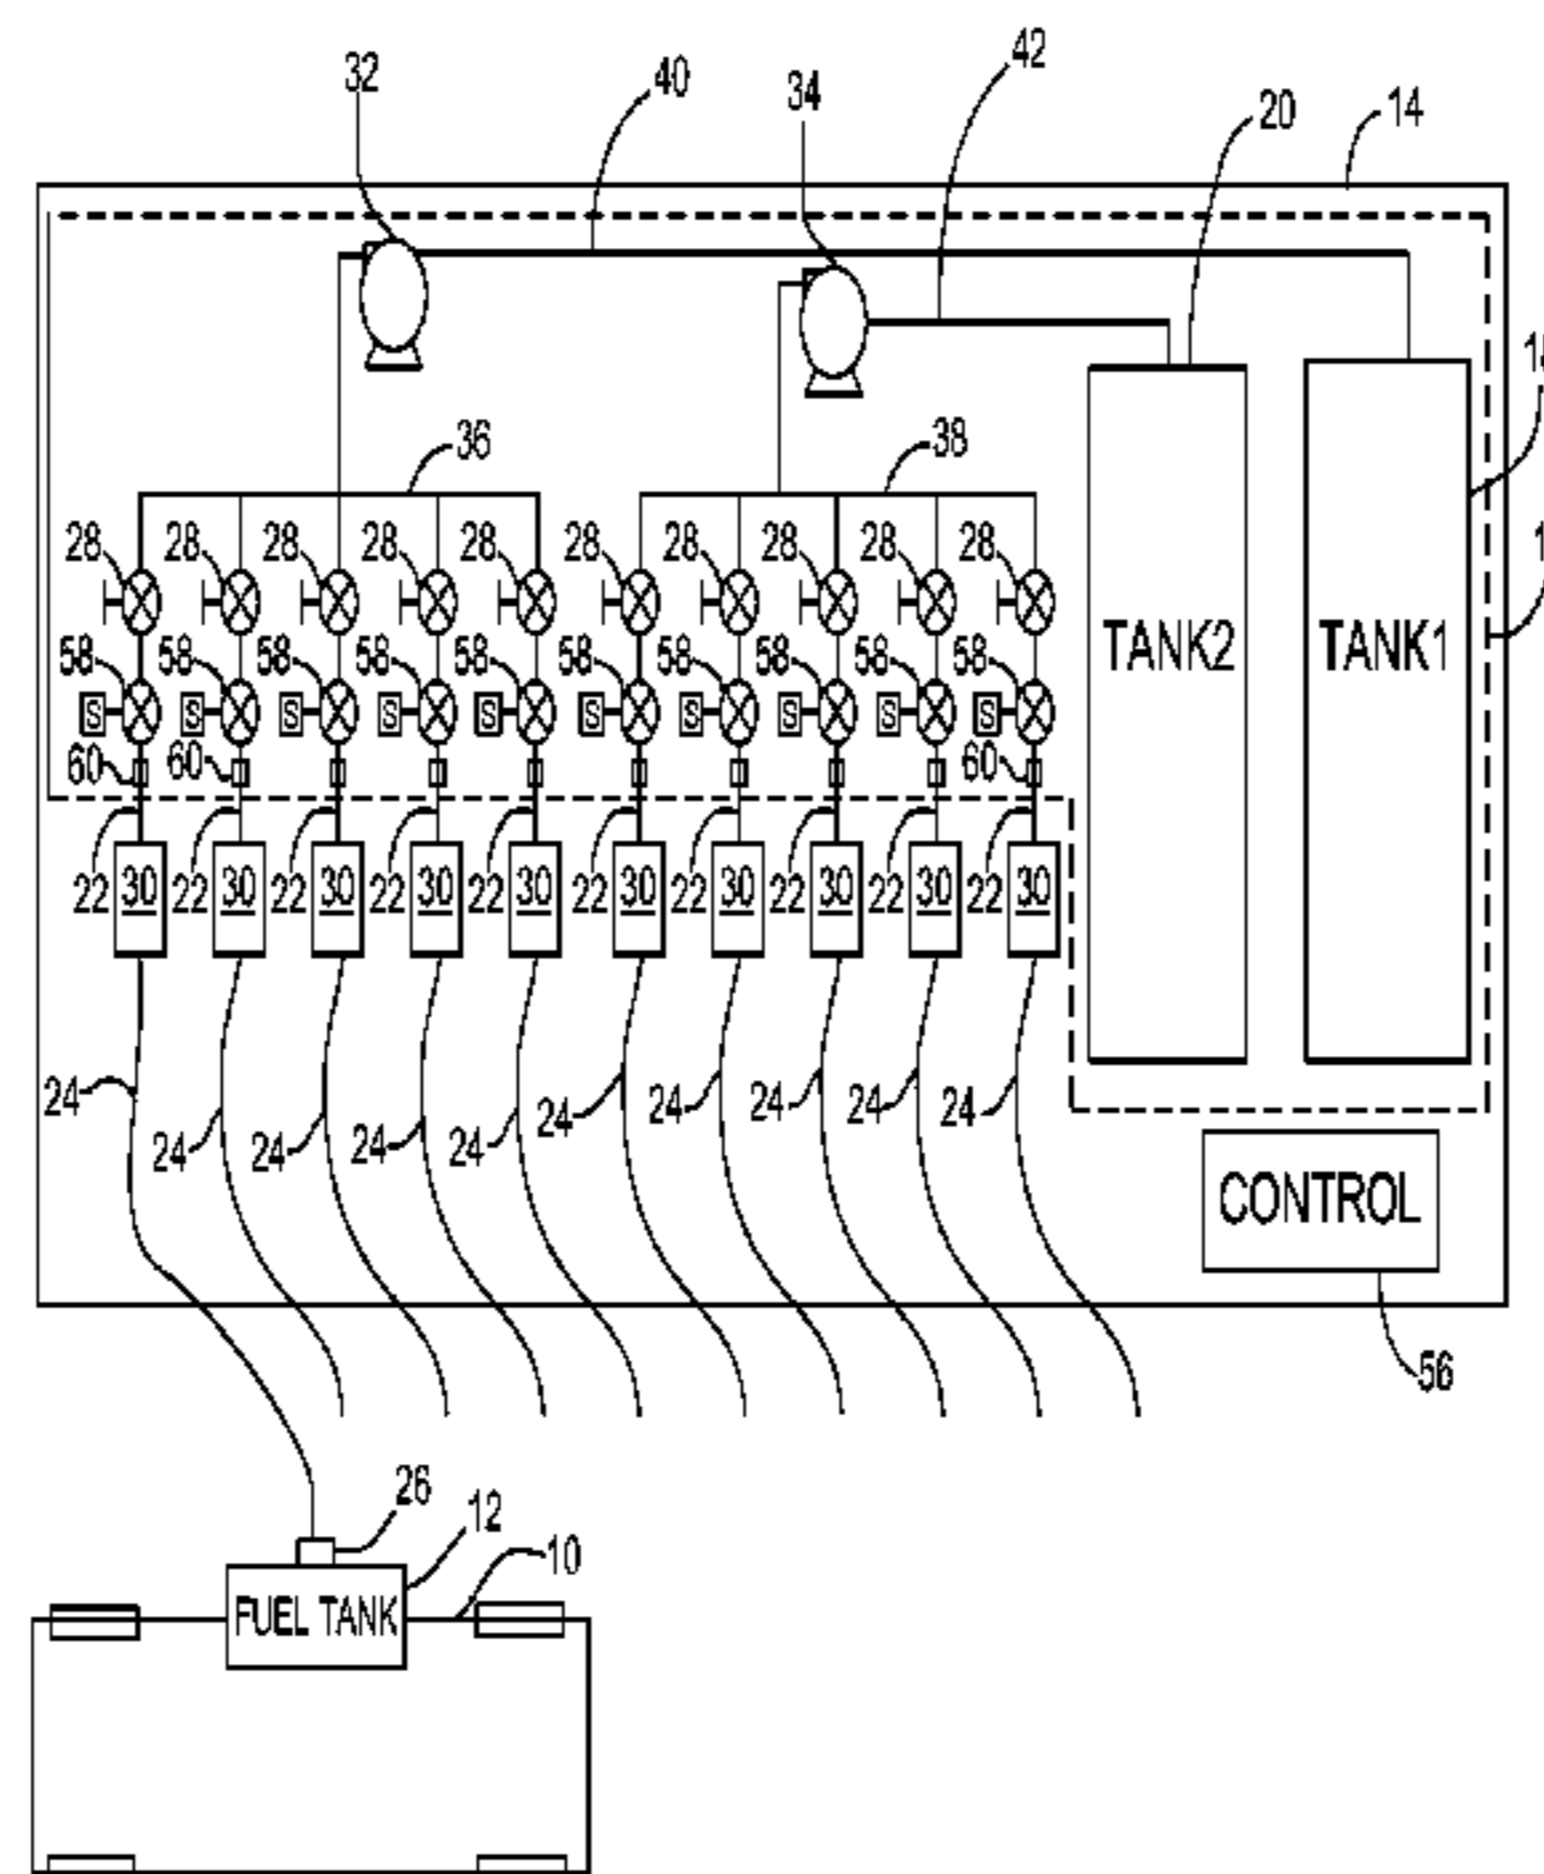 32 40 34 42 20 14
36 38
28 28 28 28 28 28 28 28 28 28
TANK2 TANK1
58 58 58 58 58 58 58 58 58 58
S S S S S S S S S S
60 60 60
22 22 22 22 22 22 22 22 22 22
30 30 30 30 30 30 30 30 30 30
24 24 24 24 24 24 24 24 24 24
CONTROL
56
26 12 10
FUEL TANK